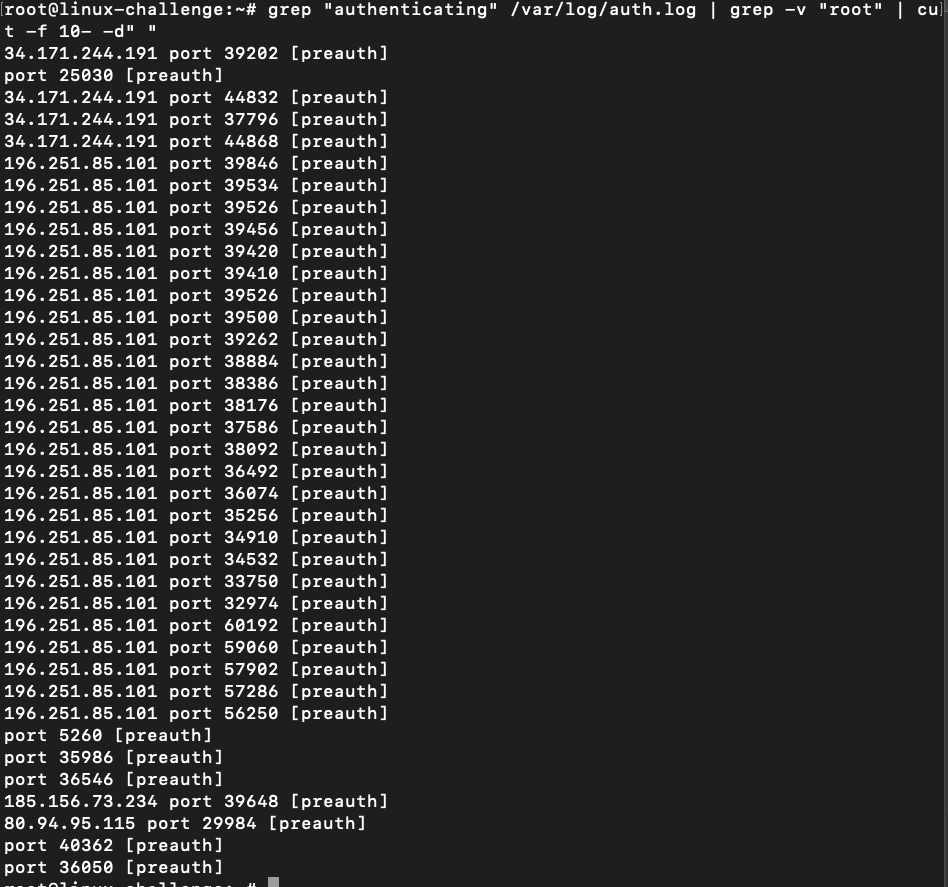 [root@linux-challenge:~# grep "authenticating" /var/log/auth.log | grep -v "root" | cu]
t -f 10- -d" "
34.171.244.191 port 39202 [preauth]
port 25030 [preauth]
34.171.244.191 port 44832 [preauth]
34.171.244.191 port 37796 [preauth]
34.171.244.191 port 44868 [preauth]
196.251.85.101 port 39846 [preauth]
196.251.85.101 port 39534 [preauth]
196.251.85.101 port 39526 [preauth]
196.251.85.101 port 39456 [preauth]
196.251.85.101 port 39420 [preauth]
196.251.85.101 port 39410 [preauth]
196.251.85.101 port 39526 [preauth]
196.251.85.101 port 39500 [preauth]
196.251.85.101 port 39262 [preauth]
196.251.85.101 port 38884 [preauth]
196.251.85.101 port 38386 [preauth]
196.251.85.101 port 38176 [preauth]
196.251.85.101 port 37586 [preauth]
196.251.85.101 port 38092 [preauth]
196.251.85.101 port 36492 [preauth]
196.251.85.101 port 36074 [preauth]
196.251.85.101 port 35256 [preauth]
196.251.85.101 port 34910 [preauth]
196.251.85.101 port 34532 [preauth]
196.251.85.101 port 33750 [preauth]
196.251.85.101 port 32974 [preauth]
196.251.85.101 port 60192 [preauth]
196.251.85.101 port 59060 [preauth]
196.251.85.101 port 57902 [preauth]
196.251.85.101 port 57286 [preauth]
196.251.85.101 port 56250 [preauth]
port 5260 [preauth]
port 35986 [preauth]
port 36546 [preauth]
185.156.73.234 port 39648 [preauth]
80.94.95.115 port 29984 [preauth]
port 40362 [preauth]
port 36050 [preauth]
root@linux-challenge:~#